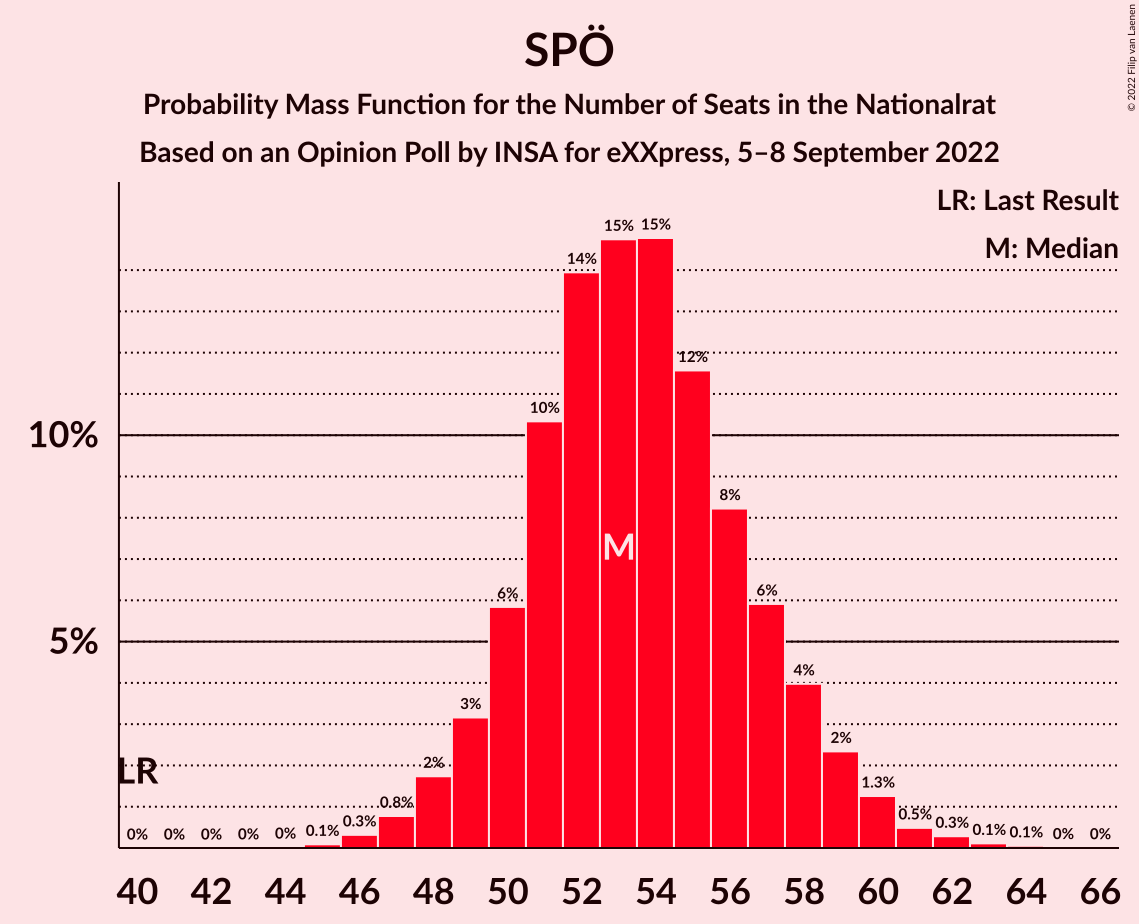 SPÖ
Probability Mass Function for the Number of Seats in the Nationalrat
Based on an Opinion Poll by INSA for eXXpress, 5–8 September 2022
© 2022 Filip van Laenen
LR: Last Result
M: Median
10%
5%
0% 0% 0% 0% 0% 0.1% 0.3% 0.8% 2% 3% 6% 10% 14% 15% 15% 12% 8% 6% 4% 2% 1.3% 0.5% 0.3% 0.1% 0.1% 0% 0%
M
LR
40 42 44 46 48 50 52 54 56 58 60 62 64 66